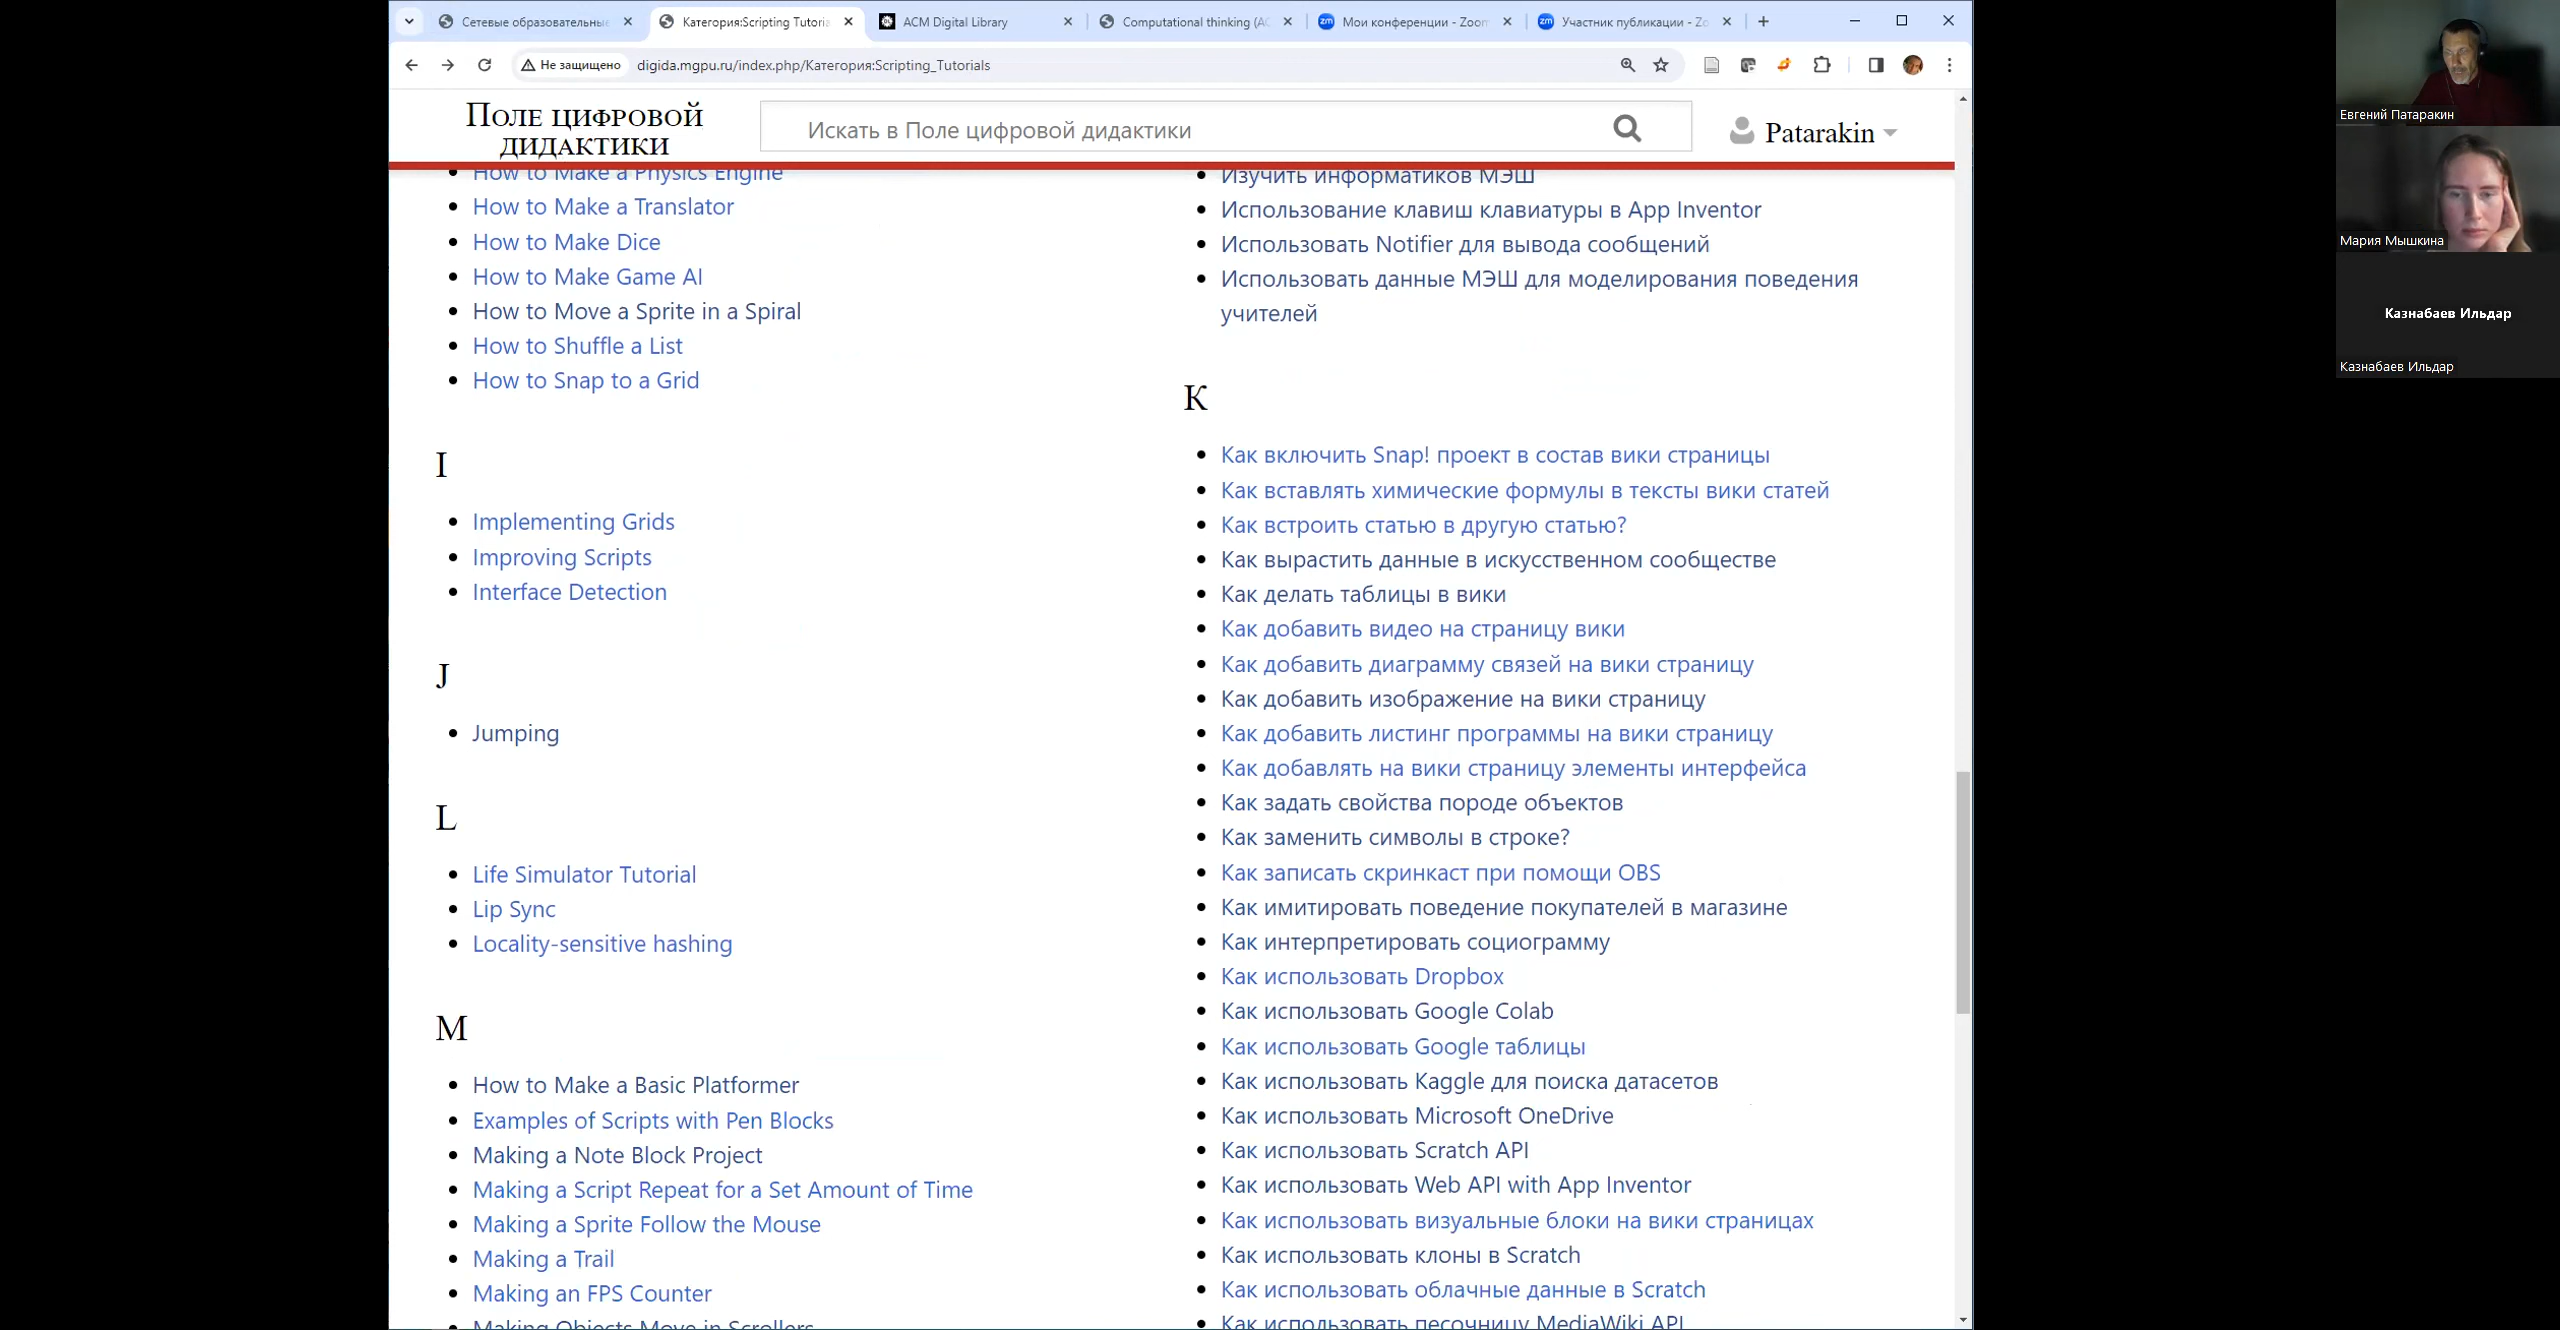 Сетевые образовательные
Категория:Scripting Tutoria
ACM Digital Library
Computational thinking (AC
Мои конференции - Zoom
Участник публикации - Zo
Не защищено
digida.mgpu.ru/index.php/Категория:Scripting_Tutorials
Поле цифровой
дидактики
Искать в Поле цифровой дидактики
Patarakin
How to Make a Physics Engine
How to Make a Translator
How to Make Dice
How to Make Game AI
How to Move a Sprite in a Spiral
How to Shuffle a List
How to Snap to a Grid
I
Implementing Grids
Improving Scripts
Interface Detection
J
Jumping
L
Life Simulator Tutorial
Lip Sync
Locality-sensitive hashing
M
How to Make a Basic Platformer
Examples of Scripts with Pen Blocks
Making a Note Block Project
Making a Script Repeat for a Set Amount of Time
Making a Sprite Follow the Mouse
Making a Trail
Making an FPS Counter
Making Objects Move in Scrollers
Изучить информатиков МЭШ
Использование клавиш клавиатуры в App Inventor
Использовать Notifier для вывода сообщений
Использовать данные МЭШ для моделирования поведения
учителей
К
Как включить Snap! проект в состав вики страницы
Как вставлять химические формулы в тексты вики статей
Как встроить статью в другую статью?
Как вырастить данные в искусственном сообществе
Как делать таблицы в вики
Как добавить видео на страницу вики
Как добавить диаграмму связей на вики страницу
Как добавить изображение на вики страницу
Как добавить листинг программы на вики страницу
Как добавлять на вики страницу элементы интерфейса
Как задать свойства породе объектов
Как заменить символы в строке?
Как записать скринкаст при помощи OBS
Как имитировать поведение покупателей в магазине
Как интерпретировать социограмму
Как использовать Dropbox
Как использовать Google Colab
Как использовать Google таблицы
Как использовать Kaggle для поиска датасетов
Как использовать Microsoft OneDrive
Как использовать Scratch API
Как использовать Web API with App Inventor
Как использовать визуальные блоки на вики страницах
Как использовать клоны в Scratch
Как использовать облачные данные в Scratch
Как использовать песочницу MediaWiki API
Евгений Патаракин
Мария Мышкина
Казнабаев Ильдар
Казнабаев Ильдар